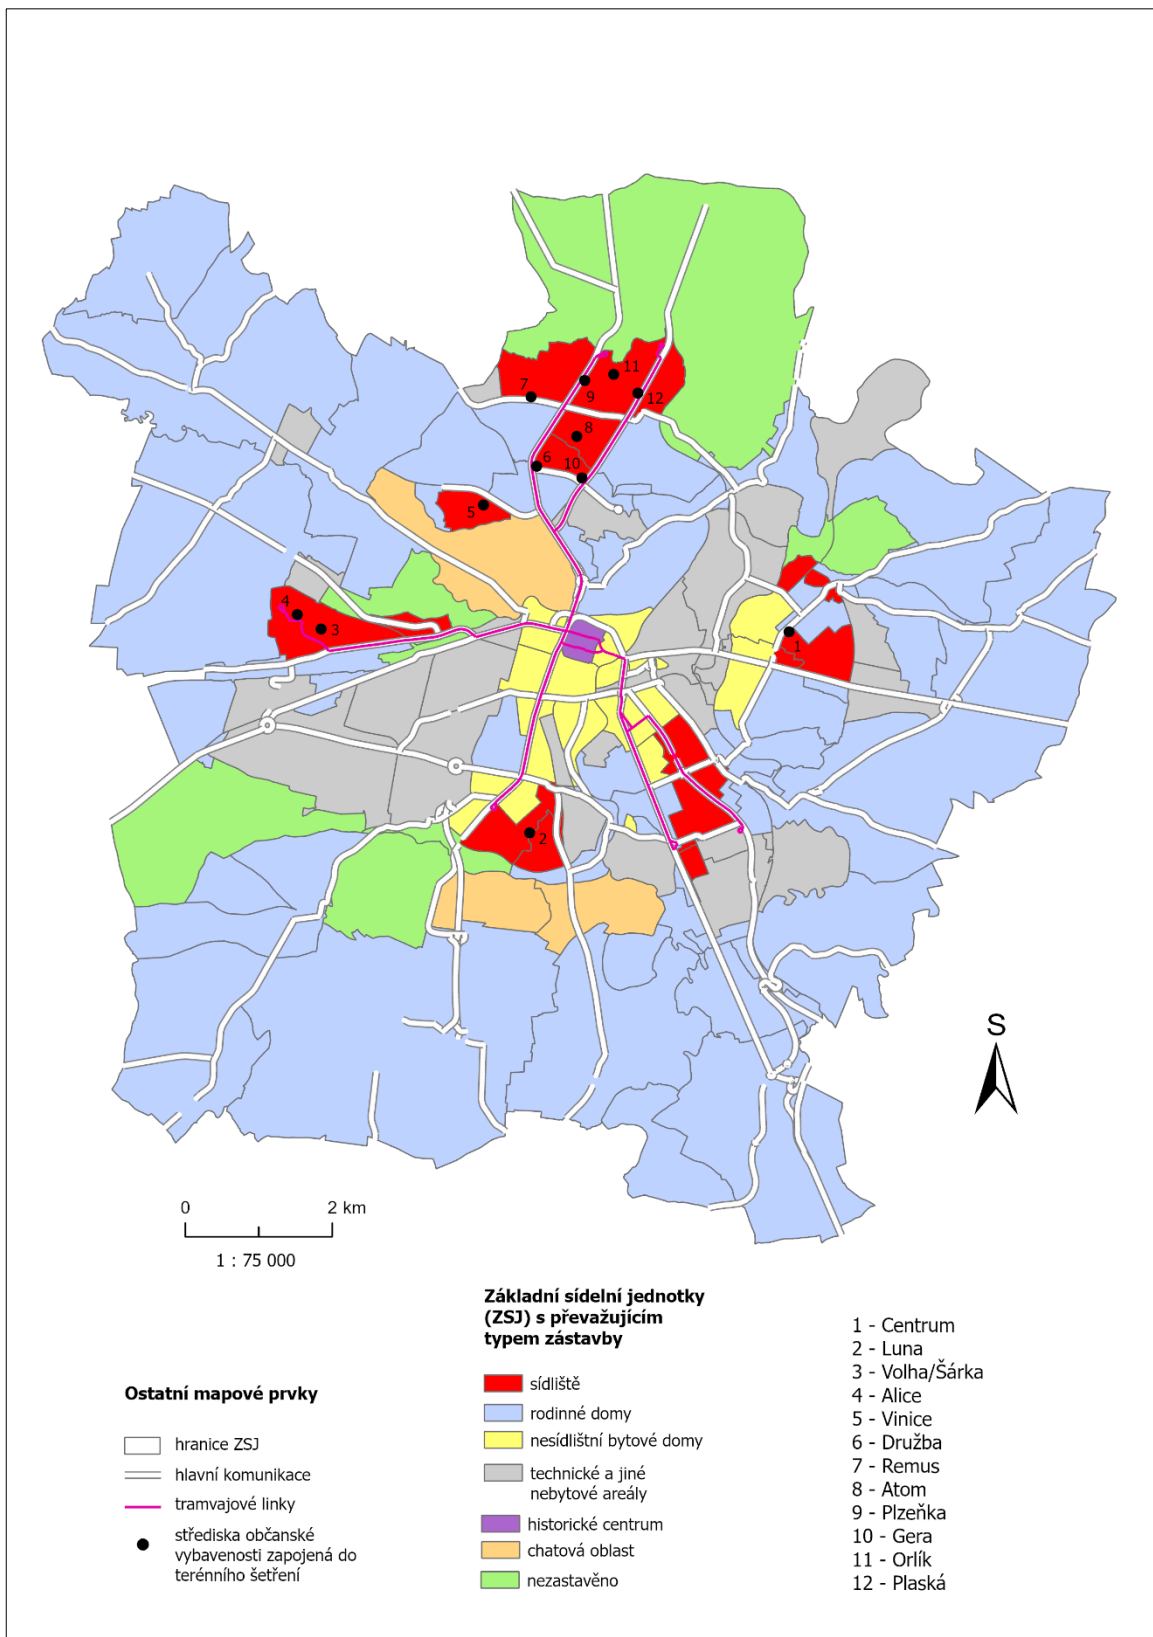 11
7
9
12
8
6
10
5
4
3
1
2
S
0 2 km
1 : 75 000
Základní sídelní jednotky
(ZSJ) s převažujícím
typem zástavby
sídliště
rodinné domy
nesídlištní bytové domy
technické a jiné
nebytové areály
historické centrum
chatová oblast
nezastavěno
Ostatní mapové prvky
hranice ZSJ
hlavní komunikace
tramvajové linky
střediska občanské
vybavenosti zapojená do
terénního šetření
1 - Centrum
2 - Luna
3 - Volha/Šárka
4 - Alice
5 - Vinice
6 - Družba
7 - Remus
8 - Atom
9 - Plzeňka
10 - Gera
11 - Orlík
12 - Plaská